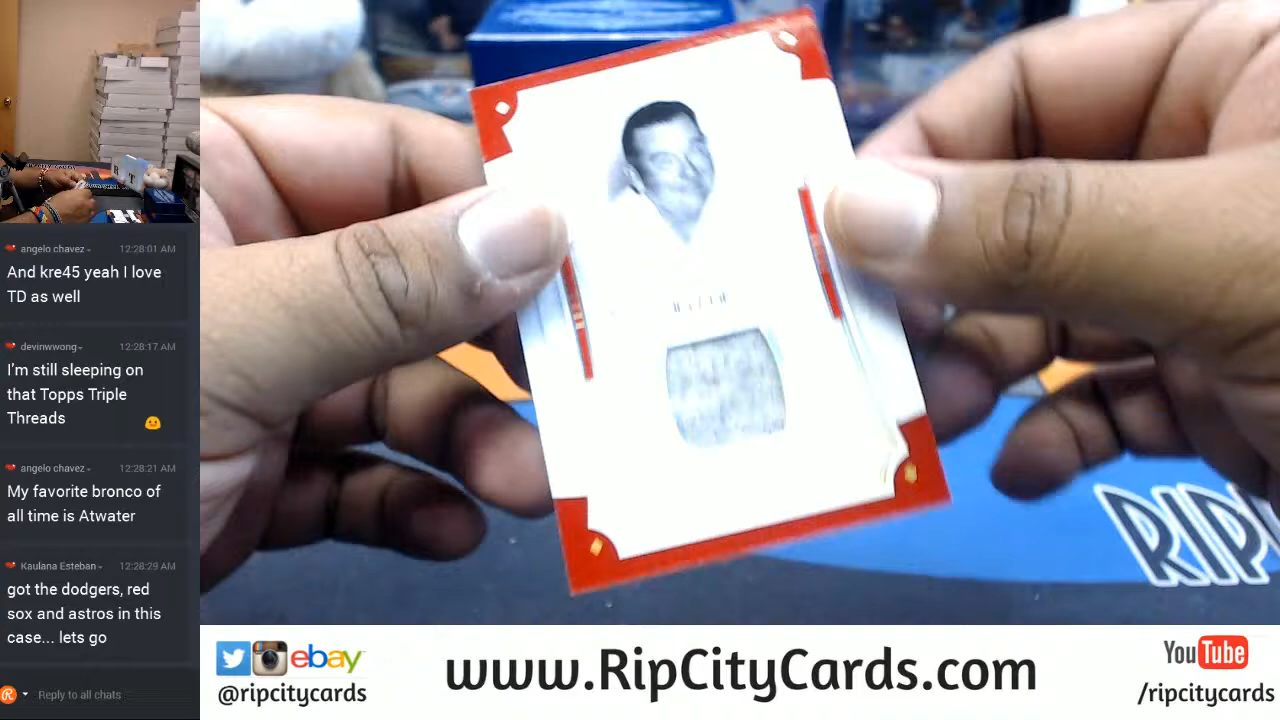 angelo chavez
12:28:01 AM
And kre45 yeah I love
TD as well
devinwwong
12:28:17 AM
I'm still sleeping on
that Topps Triple
Threads
angelo chavez
12:28:21 AM
My favorite bronco of
all time is Atwater
Kaulana Esteban
12:28:29 AM
got the dodgers, red
sox and astros in this
case... lets go
Reply to all chats
RIP
ebay
@ripcitycards
www.RipCityCards.com
YouTube
/ripcitycards